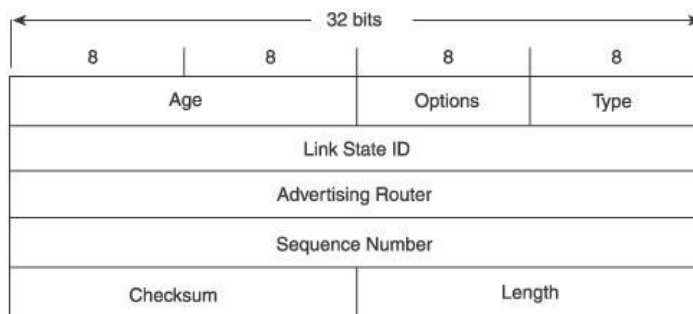 32 bits
8 8 8 8
Age Options Type
Link State ID
Advertising Router
Sequence Number
Checksum Length